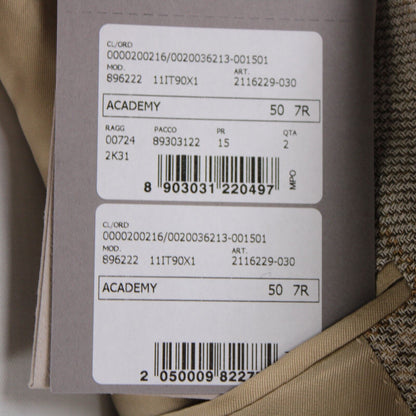 CL/ORD
0000200216/0020036213-001501
MOD. ART.
896222 11IT90X1 2116229-030
ACADEMY 50 7R
RAGG PACCO PR QTA
00724 89303122 15 2
2K31
8 903031 220497
MPO
CL/ORD
0000200216/0020036213-001501
MOD. ART.
896222 11IT90X1 2116229-030
ACADEMY 50 7R
2 050009